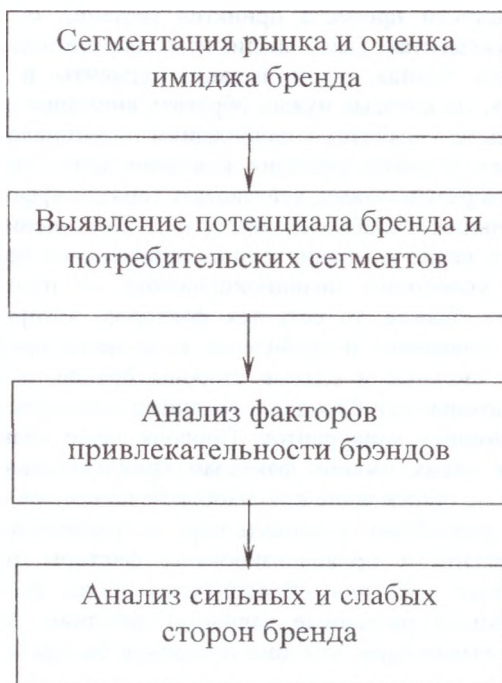 Сегментация рынка и оценка
имиджа бренда
Выявление потенциала бренда и
потребительских сегментов
Анализ факторов
привлекательности брэндов
Анализ сильных и слабых
сторон бренда